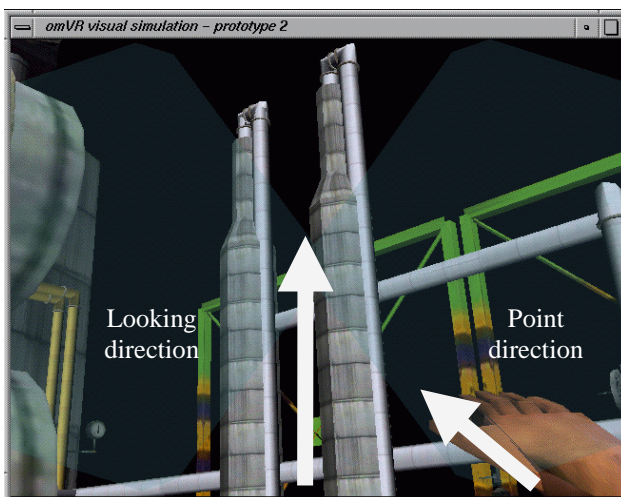 omVR visual simulation – prototype 2
Looking
direction
Point
direction